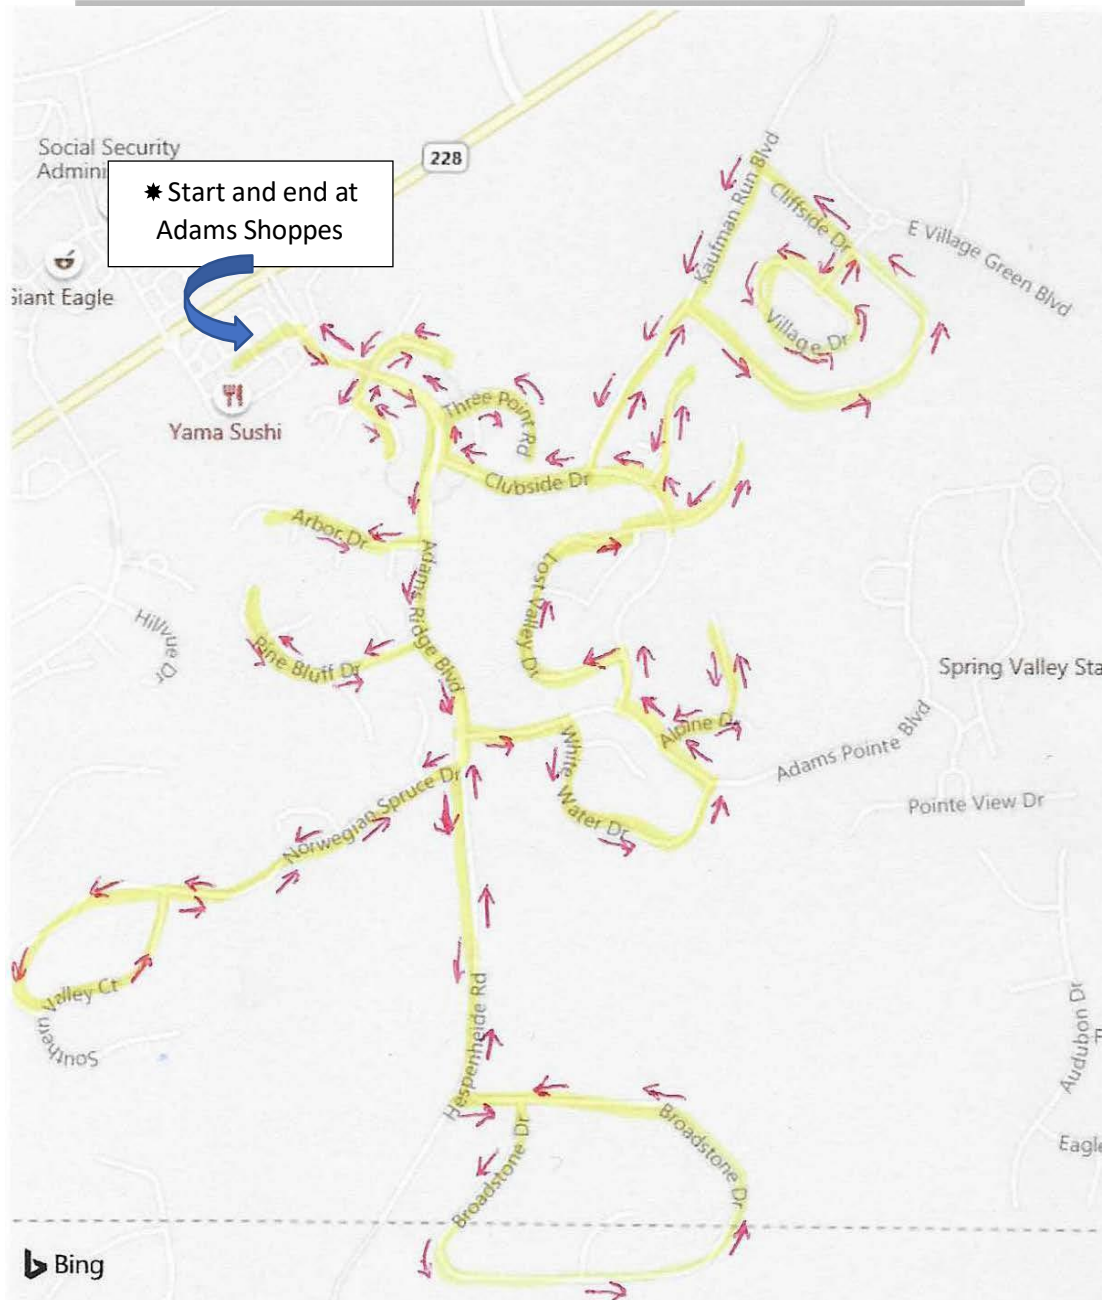 Social Security
Admini
228
✷ Start and end at
Adams Shoppes
Giant Eagle
Yama Sushi
Kaufman Run Blvd
Cliffside Dr
E Village Green Blvd
Village Dr
Three Point Rd
Clubside Dr
Arbor Dr
Adams Ridge Blvd
Lost Valley Dr
Hillvue Dr
Pine Bluff Dr
Spring Valley Sta
Alpine Dr
White Water Dr
Adams Pointe Blvd
Pointe View Dr
Norwegian Spruce Dr
Southern Valley Ct
Hespenheide Rd
Audubon Dr
Broadstone Dr
Broadstone Dr
Eagle
Bing